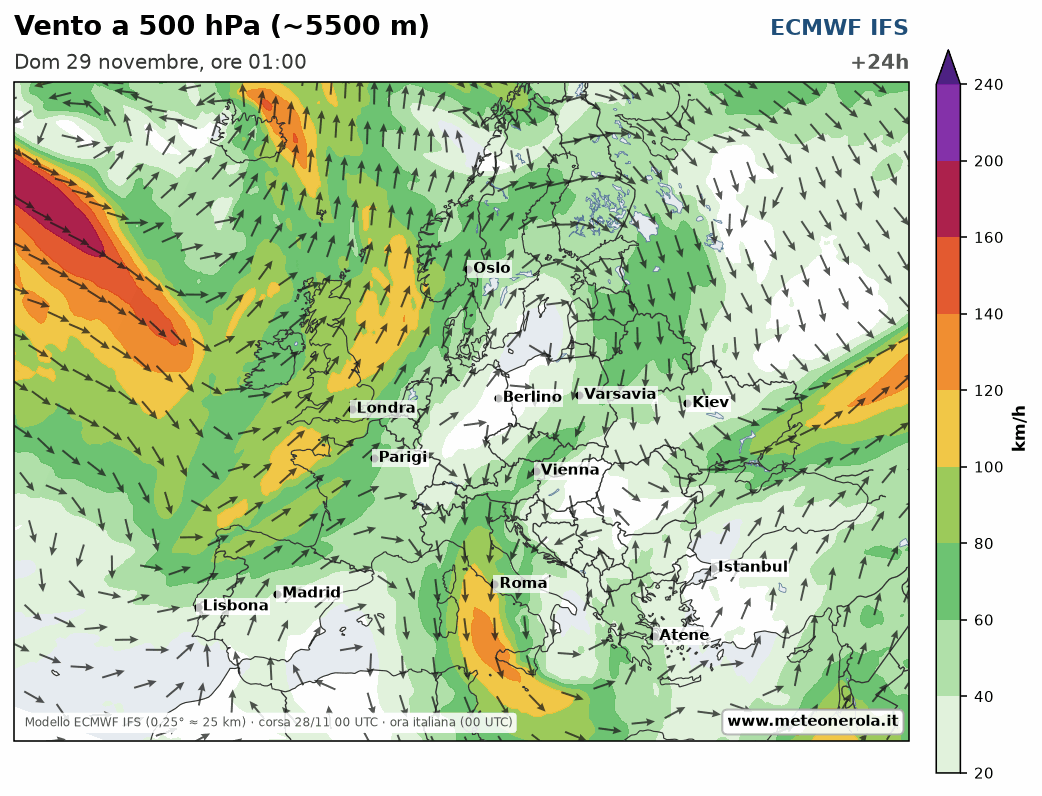 Vento a 500 hPa (~5500 m)
ECMWF IFS
Dom 29 novembre, ore 01:00
+24h
240
200
160
140
120
100
80
60
40
20
km/h
Oslo
Berlino
Varsavia
Kiev
Londra
Parigi
Vienna
Istanbul
Roma
Madrid
Lisbona
Atene
Modello ECMWF IFS (0,25° ≈ 25 km) · corsa 28/11 00 UTC · ora italiana (00 UTC)
www.meteonerola.it